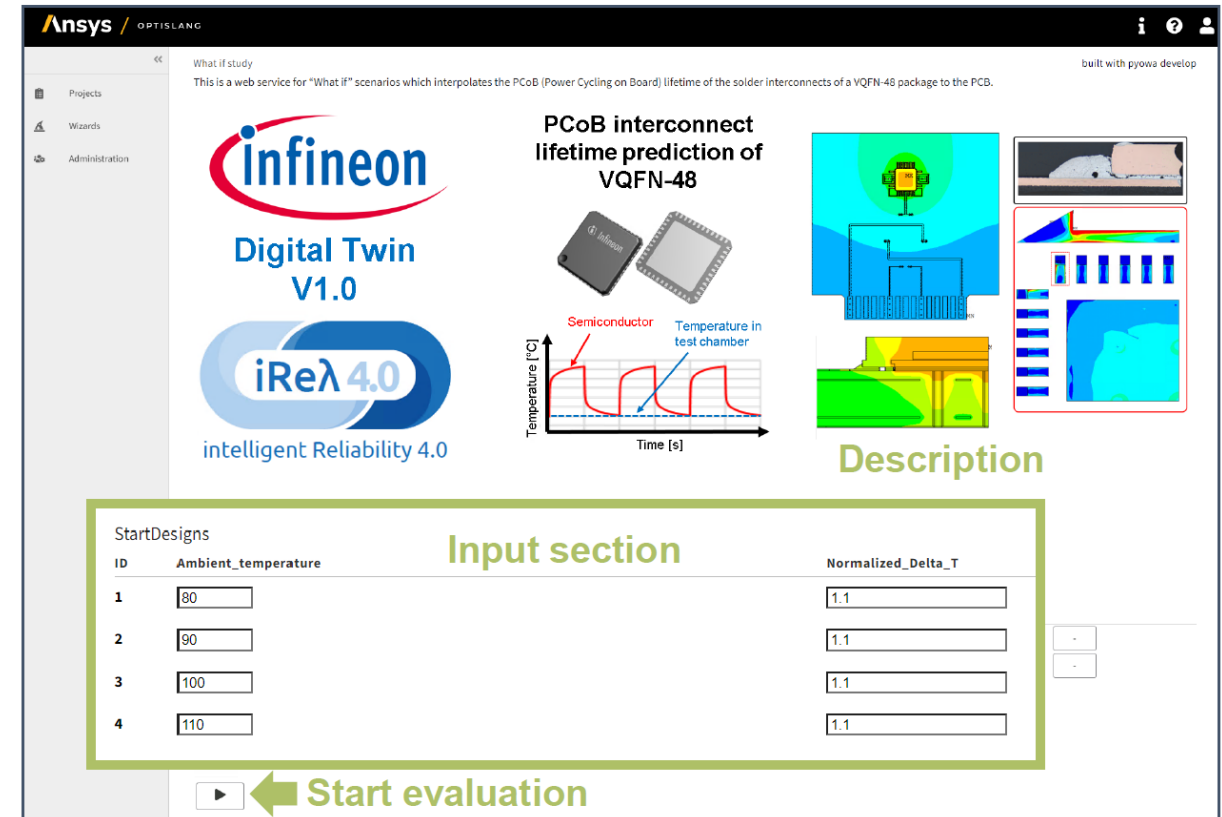 Ansys / OPTISLANG
What if study
built with pyowa develop
This is a web service for "What if" scenarios which interpolates the PCoB (Power Cycling on Board) lifetime of the solder interconnects of a VQFN-48 package to the PCB.
Projects
Wizards
Administration
infineon
Digital Twin
V1.0
iReλ 4.0
intelligent Reliability 4.0
PCoB interconnect
lifetime prediction of
VQFN-48
Infineon
Semiconductor
Temperature in
test chamber
Temperature [°C]
Time [s]
MX
Description
StartDesigns
Input section
ID Ambient_temperature Normalized_Delta_T
1 80 1.1
2 90 1.1
3 100 1.1
4 110 1.1
-
-
Start evaluation